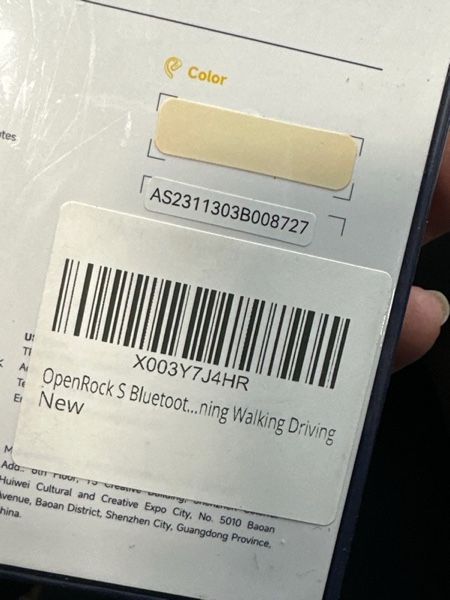 Color
AS2311303B008727
X003Y7J4HR
OpenRock S Bluetoot...ning Walking Driving
New
Huiwei Cultural and Creative Expo City, No. 5010 Baoan
Avenue, Baoan District, Shenzhen City, Guangdong Province,
China.